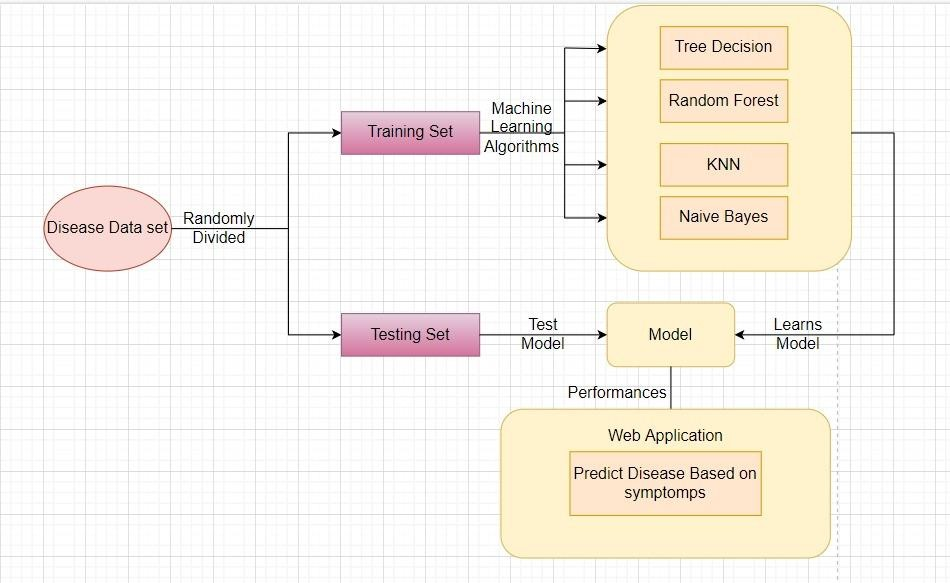 Tree Decision
Random Forest
KNN
Naive Bayes
Machine
Learning
Algorithms
Training Set
Disease Data set
Randomly
Divided
Testing Set
Test
Model
Model
Learns
Model
Performances
Web Application
Predict Disease Based on
symptomps